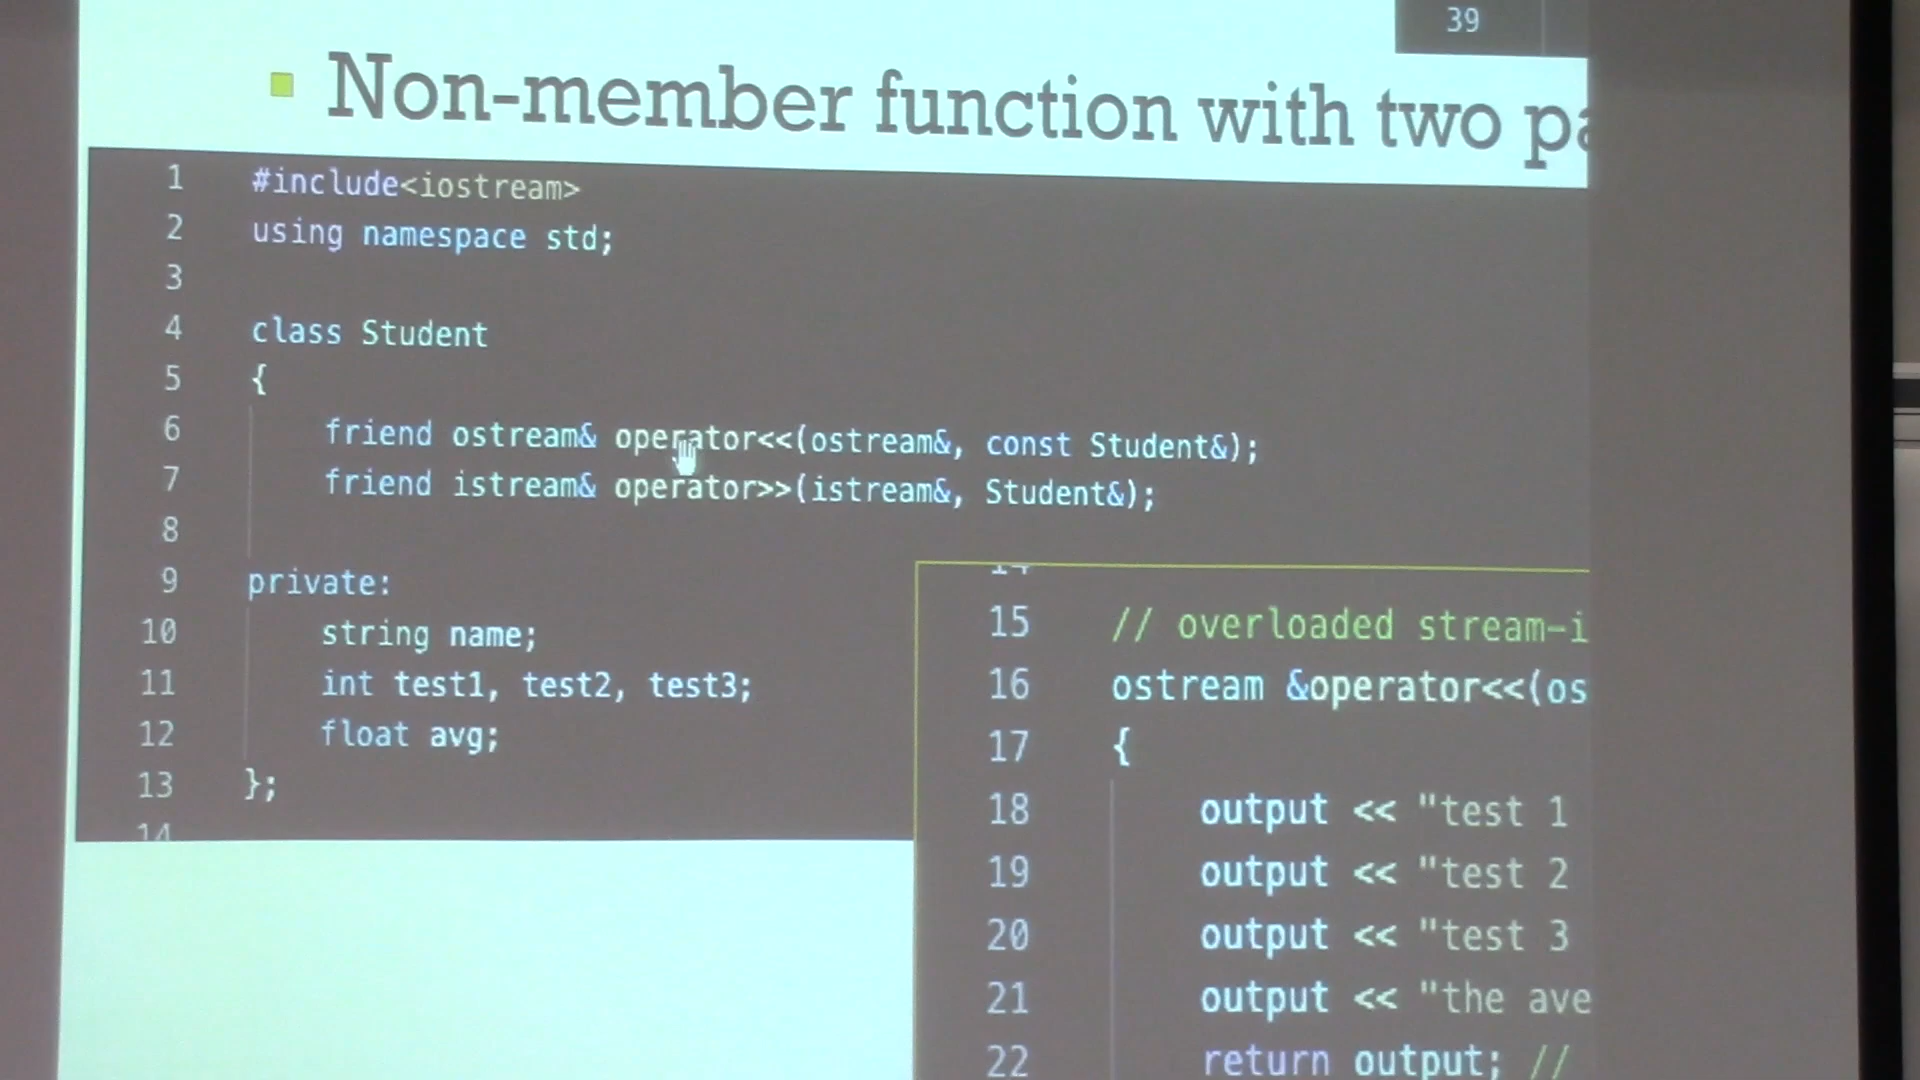 39
Non-member function with two
1 #include<iostream>
2 using namespace std;
3
4 class Student
5 {
6 friend ostream& operator<<(ostream&, const Student&);
7 friend istream& operator>>(istream&, Student&);
8
9 private:
10 string name;
11 int test1, test2, test3;
12 float avg;
13 };
14
15 // overloaded stream-i
16 ostream &operator<<(os
17 {
18 output << "test 1
19 output << "test 2
20 output << "test 3
21 output << "the ave
22 return output; //